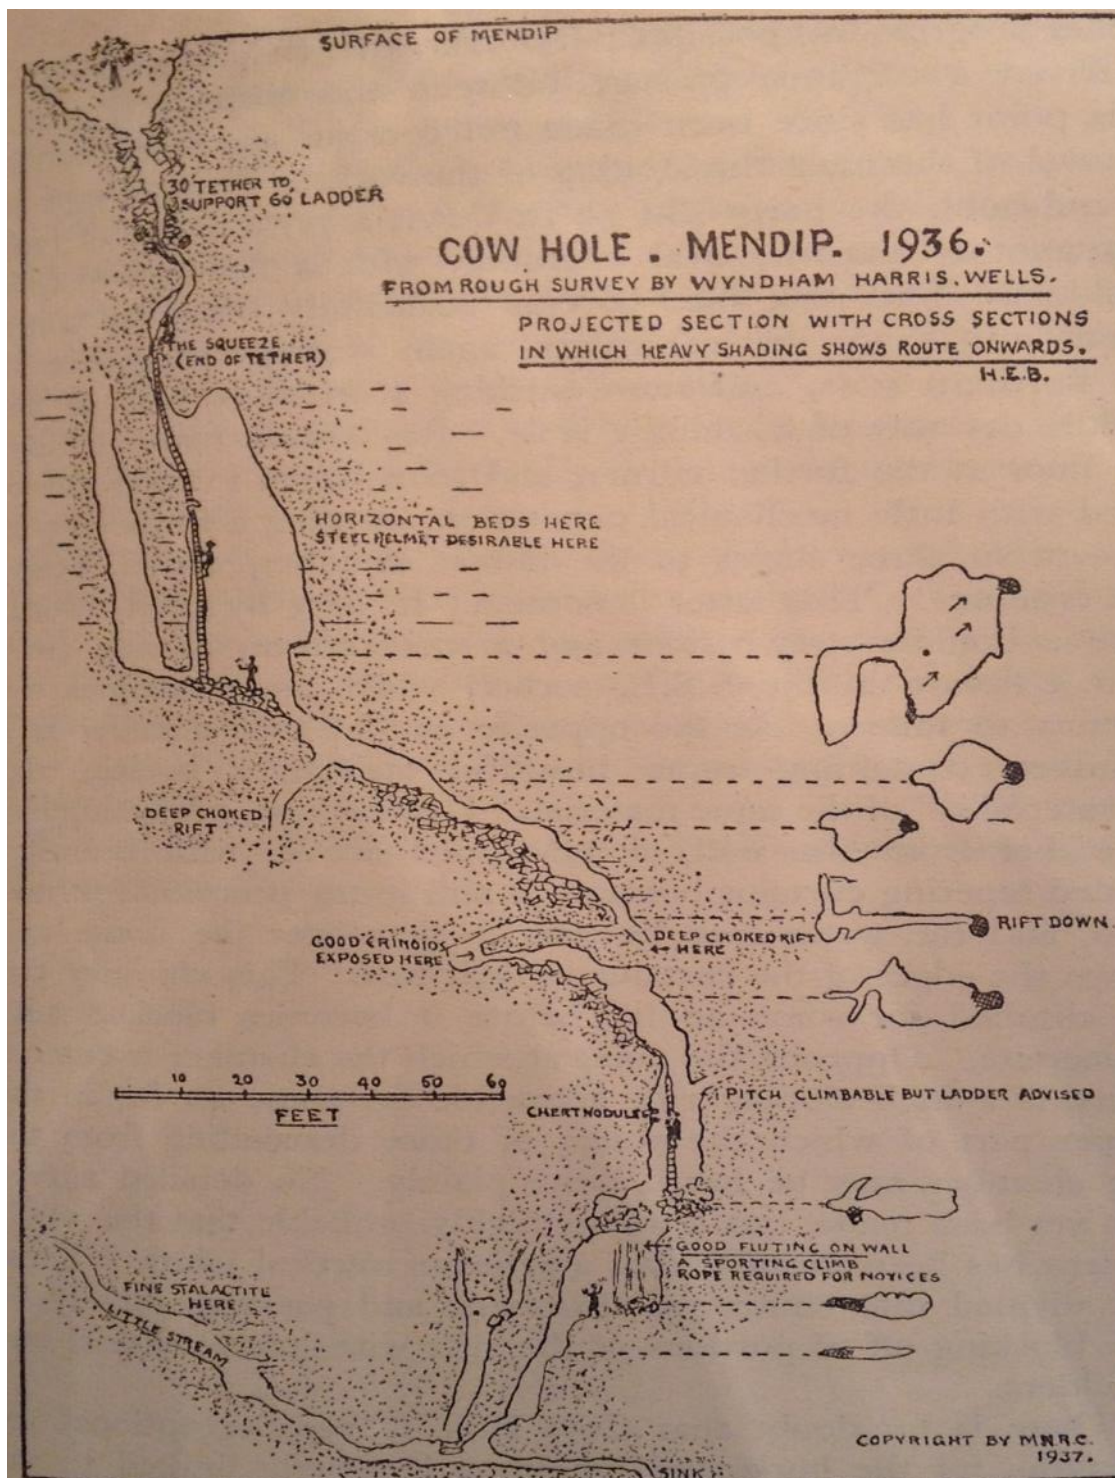 SURFACE OF MENDIP
30' TETHER TO
SUPPORT 60' LADDER
COW HOLE. MENDIP. 1936.
FROM ROUGH SURVEY BY WYNDHAM HARRIS. WELLS.
PROJECTED SECTION WITH CROSS SECTIONS
IN WHICH HEAVY SHADING SHOWS ROUTE ONWARDS.
H.E.B.
THE SQUEEZE
(END OF TETHER)
HORIZONTAL BEDS HERE
STEEL HELMET DESIRABLE HERE
DEEP CHOKED
RIFT
GOOD CRINOIDS
EXPOSED HERE →
DEEP CHOKED RIFT
← HERE
RIFT DOWN.
10 20 30 40 50 60
FEET
PITCH CLIMBABLE BUT LADDER ADVISED
CHERT NODULES
GOOD FLUTING ON WALL
A SPORTING CLIMB
ROPE REQUIRED FOR NOVICES
FINE STALACTITE
HERE
LITTLE STREAM
SINK
COPYRIGHT BY M.N.R.C.
1937.